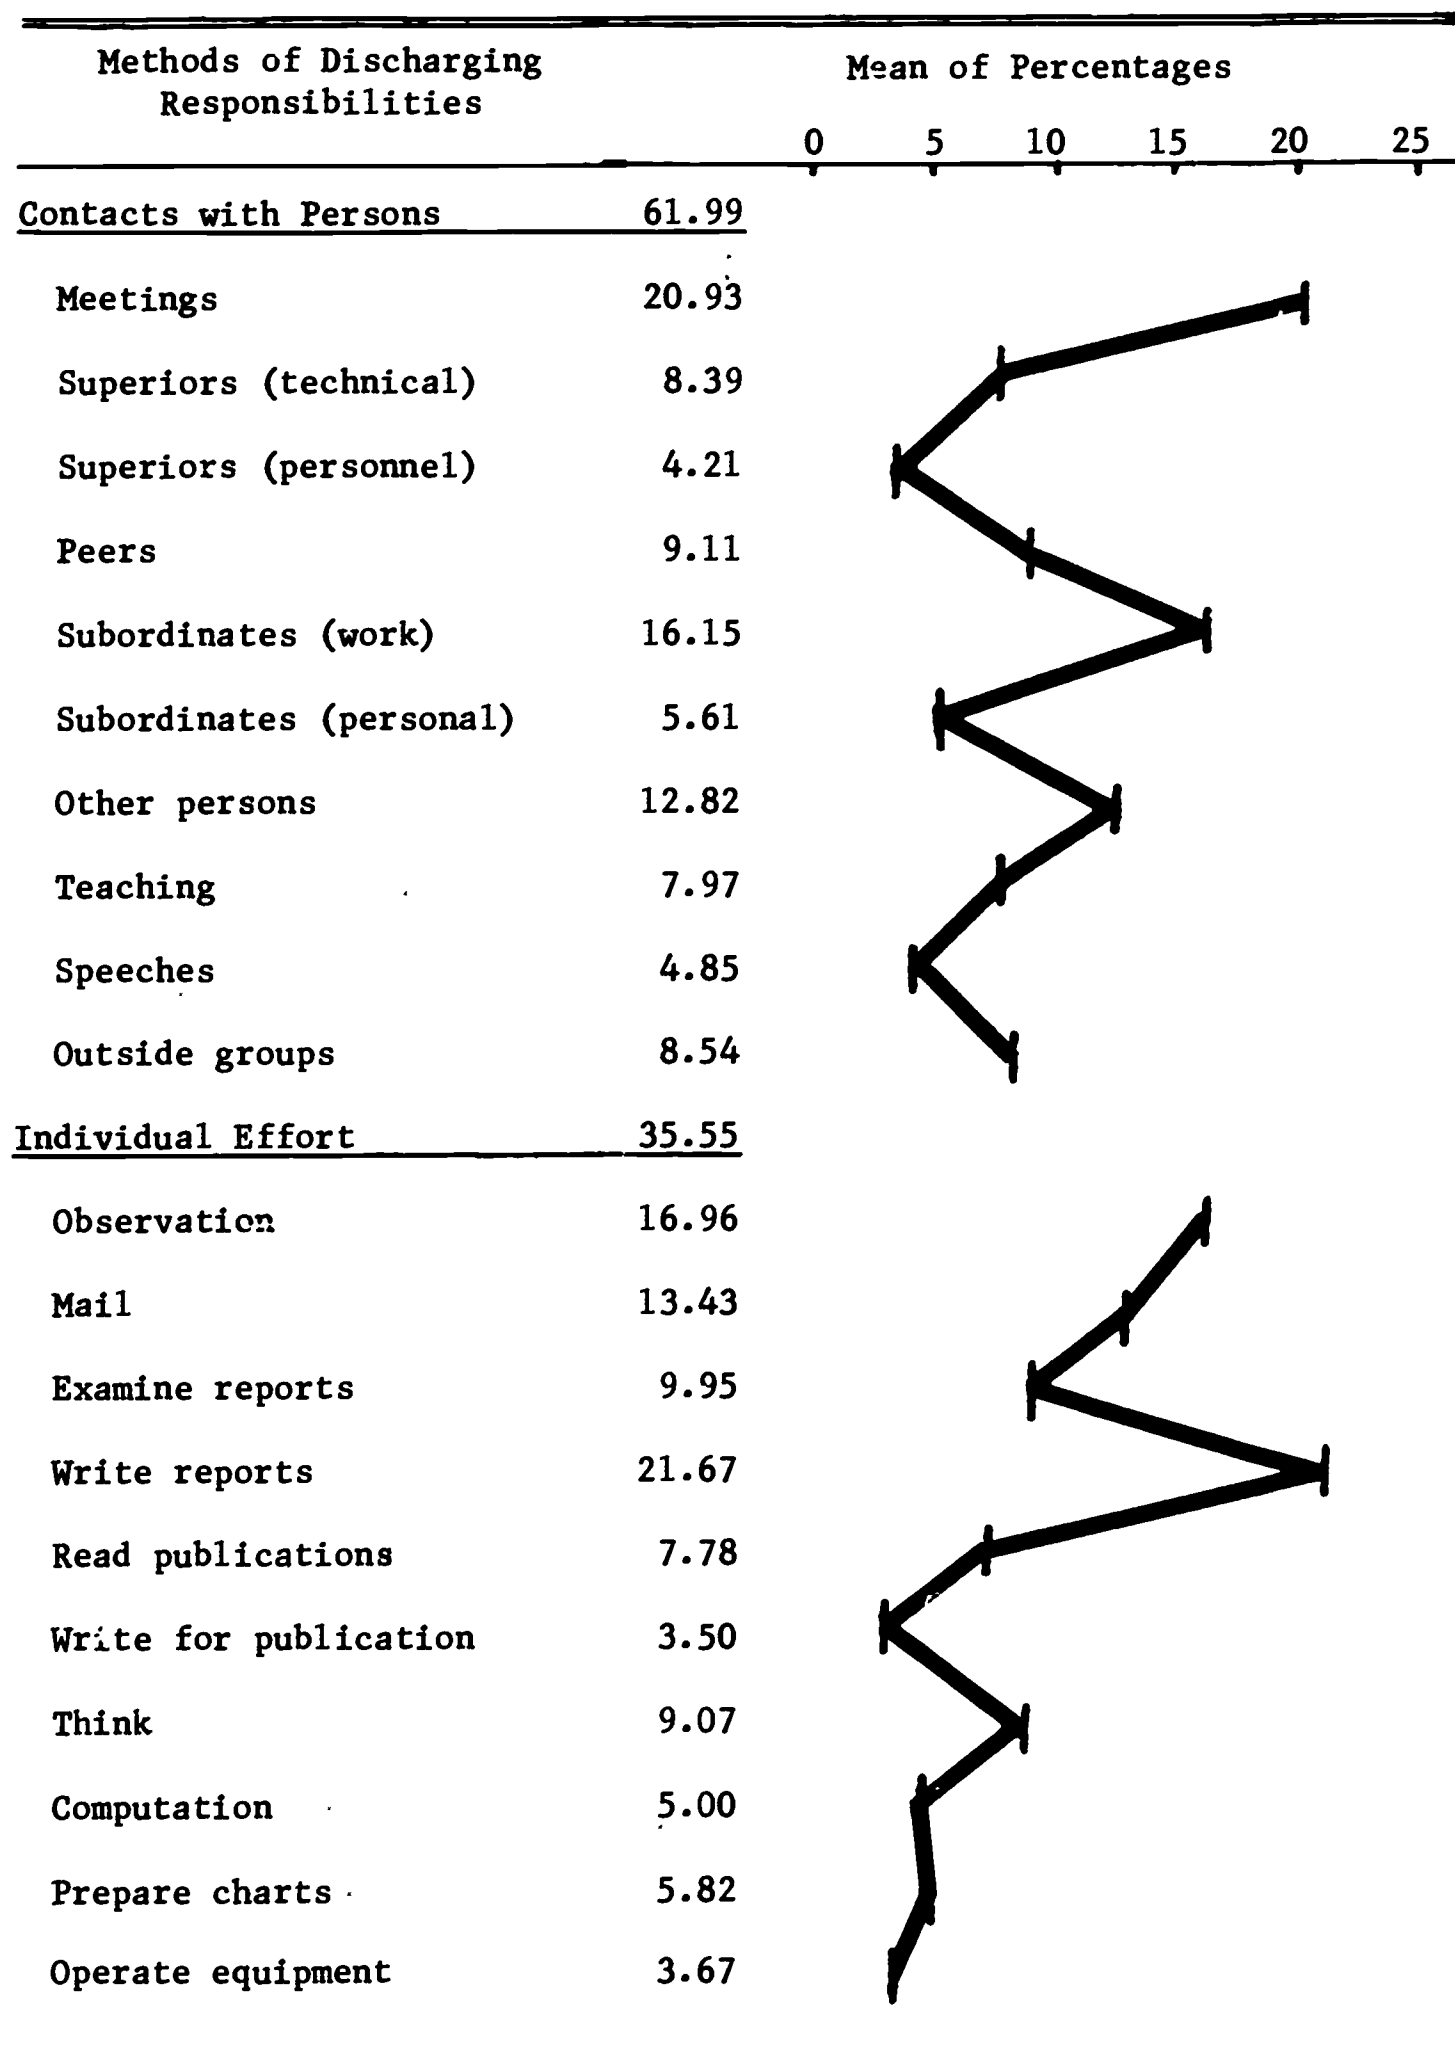 Methods of Discharging Mean of Percentages
Responsibilities
0 5 10 15 20 25
Contacts with Persons 61.99
Meetings 20.93
Superiors (technical) 8.39
Superiors (personnel) 4.21
Peers 9.11
Subordinates (work) 16.15
Subordinates (personal) 5.61
Other persons 12.82
Teaching 7.97
Speeches 4.85
Outside groups 8.54
Individual Effort 35.55
Observation 16.96
Mail 13.43
Examine reports 9.95
Write reports 21.67
Read publications 7.78
Write for publication 3.50
Think 9.07
Computation 5.00
Prepare charts 5.82
Operate equipment 3.67